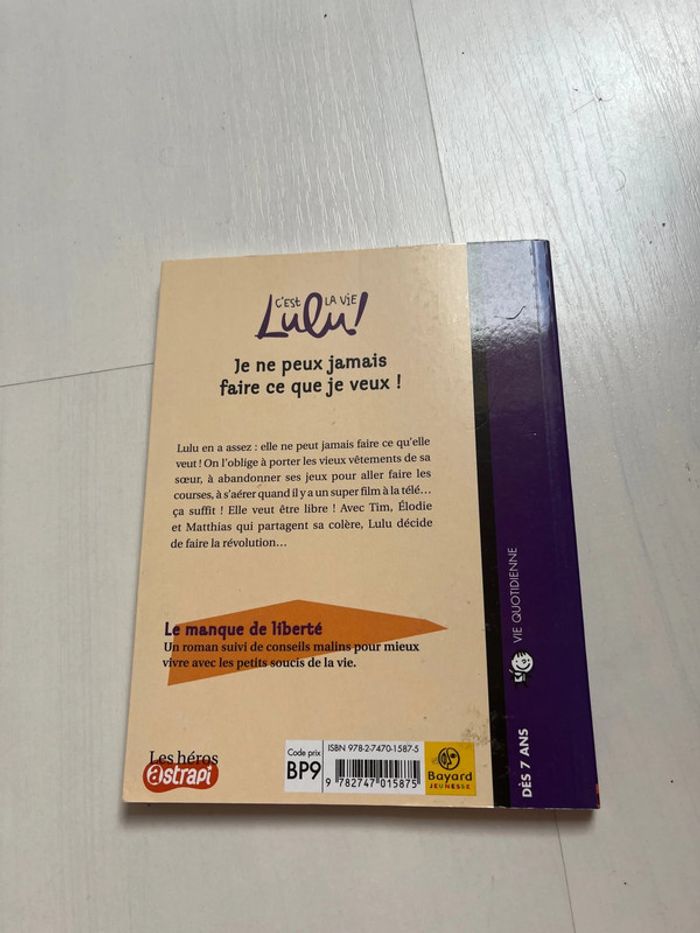 C'EST LA VIE
Lulu!
Je ne peux jamais
faire ce que je veux !
Lulu en a assez : elle ne peut jamais faire ce qu'elle
veut ! On l'oblige à porter les vieux vêtements de sa
sœur, à abandonner ses jeux pour aller faire les
courses, à s'aérer quand il y a un super film à la télé…
ça suffit ! Elle veut être libre ! Avec Tim, Élodie
et Matthias qui partagent sa colère, Lulu décide
de faire la révolution…
Le manque de liberté
Un roman suivi de conseils malins pour mieux
vivre avec les petits soucis de la vie.
Les héros
astrapi
Code prix
BP9
ISBN 978-2-7470-1587-5
9 782747 015875
Bayard
JEUNESSE
DÈS 7 ANS
VIE QUOTIDIENNE